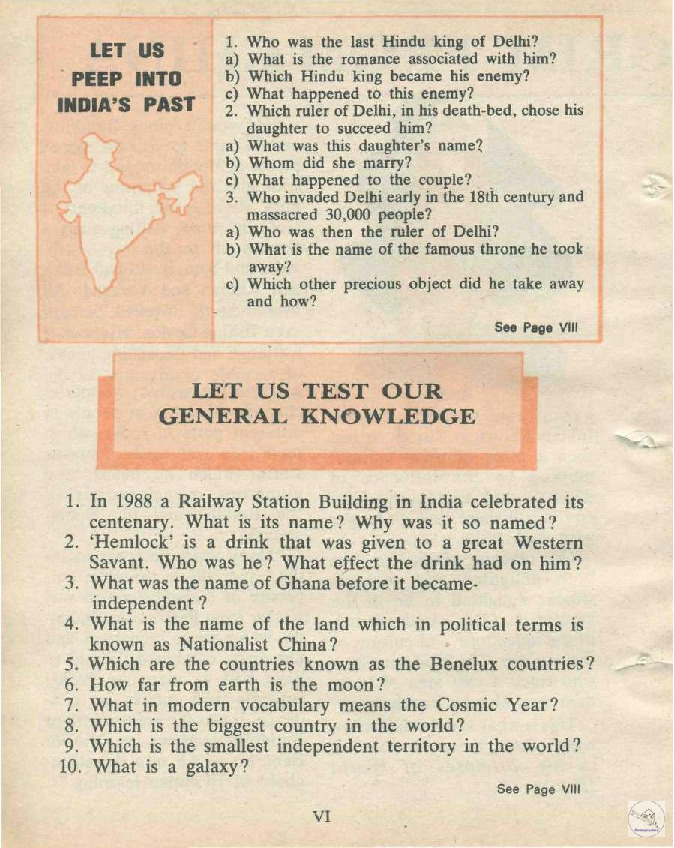 LET US
PEEP INTO
INDIA'S PAST
1. Who was the last Hindu king of Delhi?
a) What is the romance associated with him?
b) Which Hindu king became his enemy?
c) What happened to this enemy?
2. Which ruler of Delhi, in his death-bed, chose his
daughter to succeed him?
a) What was this daughter's name?
b) Whom did she marry?
c) What happened to the couple?
3. Who invaded Delhi early in the 18th century and
massacred 30,000 people?
a) Who was then the ruler of Delhi?
b) What is the name of the famous throne he took
away?
c) Which other precious object did he take away
and how?
See Page VIII
LET US TEST OUR
GENERAL KNOWLEDGE
1. In 1988 a Railway Station Building in India celebrated its
centenary. What is its name? Why was it so named?
2. 'Hemlock' is a drink that was given to a great Western
Savant. Who was he? What effect the drink had on him?
3. What was the name of Ghana before it became-
independent?
4. What is the name of the land which in political terms is
known as Nationalist China?
5. Which are the countries known as the Benelux countries?
6. How far from earth is the moon?
7. What in modern vocabulary means the Cosmic Year?
8. Which is the biggest country in the world?
9. Which is the smallest independent territory in the world?
10. What is a galaxy?
See Page VIII
VI